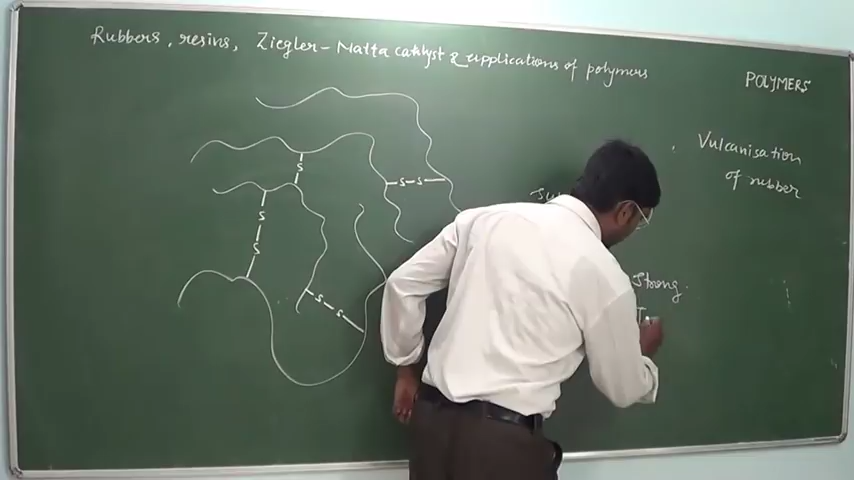 Rubbers, resins, Ziegler-Natta catalyst & applications of polymers
POLYMERS
Vulcanisation
of rubber
S
S-S
S
S
S-S
Strong